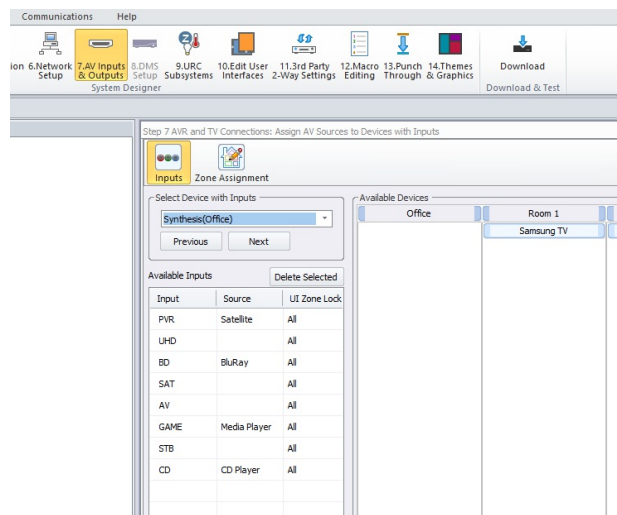 Communications Help
ion 6.Network 7.AV Inputs 8.DMS 9.URC 10.Edit User 11.3rd Party 12.Macro 13.Punch 14.Themes Download
Setup & Outputs Setup Subsystems Interfaces 2-Way Settings Editing Through & Graphics
System Designer Download & Test
Step 7 AVR and TV Connections: Assign AV Sources to Devices with Inputs
Inputs Zone Assignment
Select Device with Inputs Available Devices
Synthesis(Office) Office Room 1
Previous Next Samsung TV
Available Inputs Delete Selected
Input Source UI Zone Lock
PVR Satellite All
UHD All
BD BluRay All
SAT All
AV All
GAME Media Player All
STB All
CD CD Player All